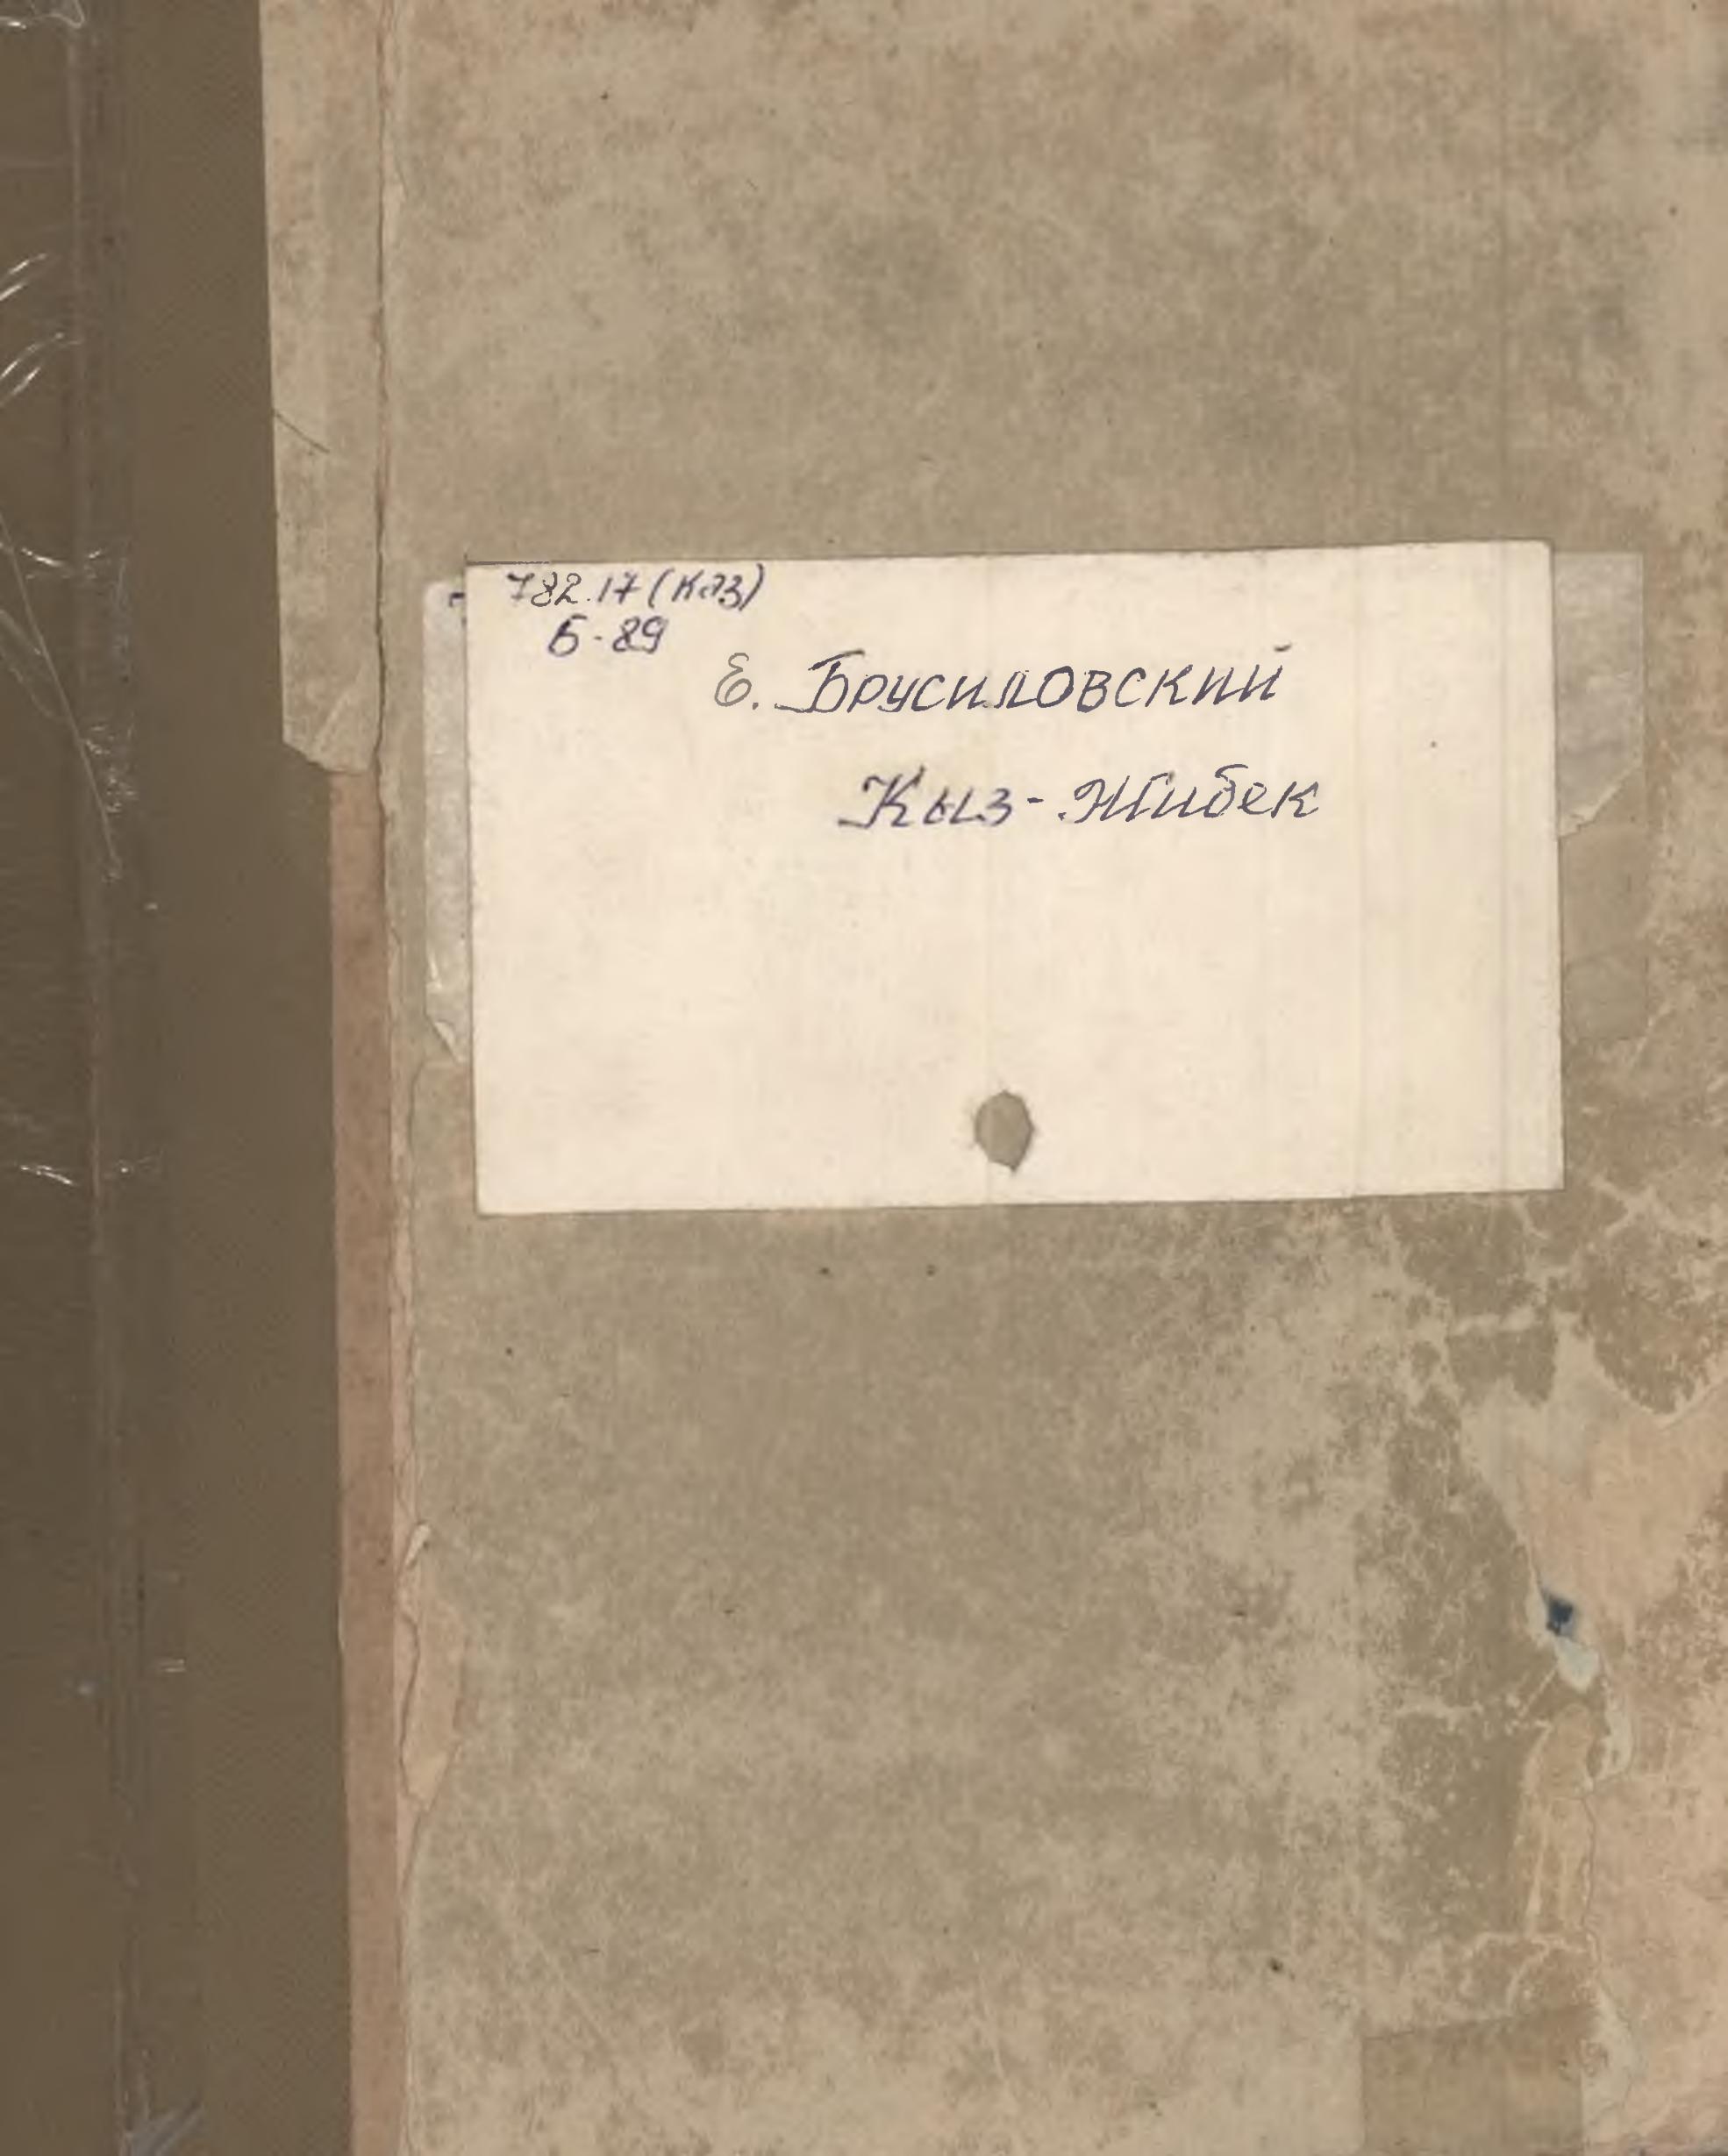 782.17 (Каз)
Б-89
Е. Брусиловский
Кыз-Жибек